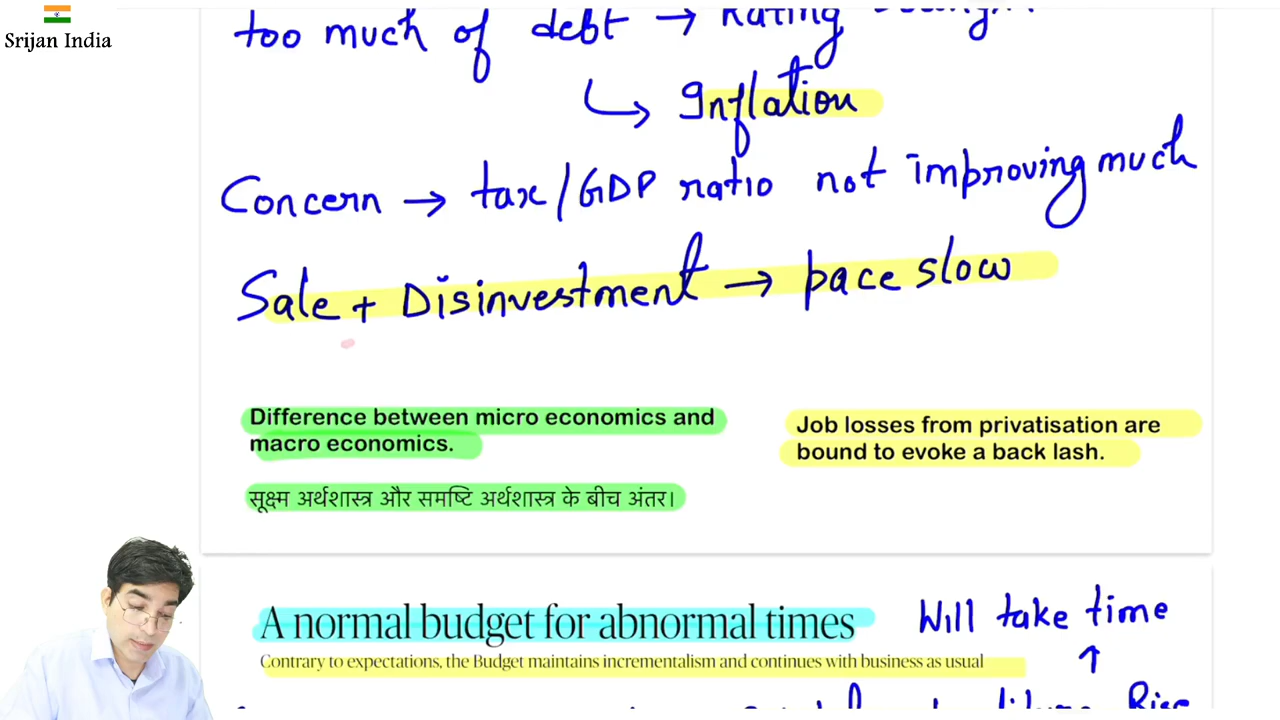 Srijan India
too much of debt → Rating
↳ Inflation
Concern → tax/GDP ratio not improving much
Sale + Disinvestment → pace slow
Difference between micro economics and
macro economics.
सूक्ष्म अर्थशास्त्र और समष्टि अर्थशास्त्र के बीच अंतर।
Job losses from privatisation are
bound to evoke a back lash.
A normal budget for abnormal times
Contrary to expectations, the Budget maintains incrementalism and continues with business as usual
Will take time
↑
Rise